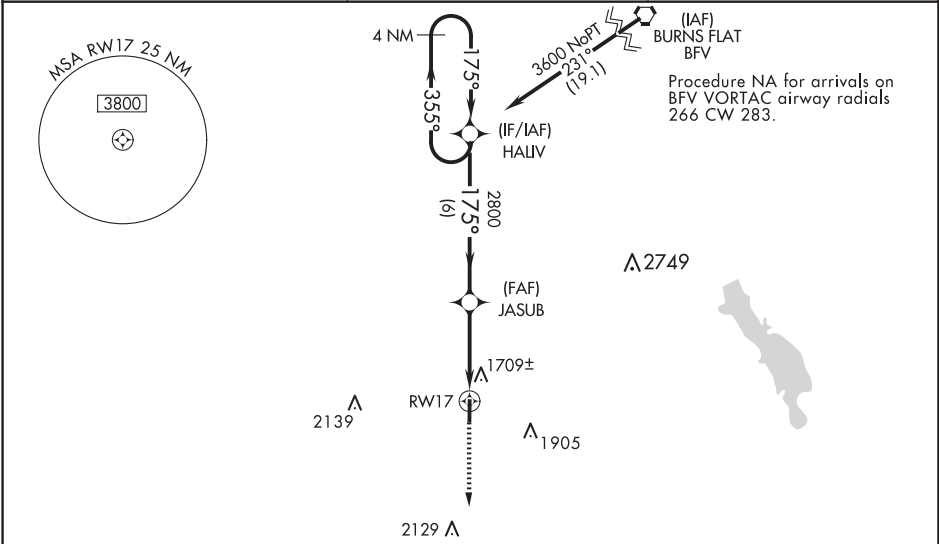 MSA RW17 25 NM
3800
4 NM
175°
355°
3600 NoPT
231°
(19.1)
(IAF)
BURNS FLAT
BFV
Procedure NA for arrivals on
BFV VORTAC airway radials
266 CW 283.
(IF/IAF)
HALIV
2800
175°
(6)
2749
(FAF)
JASUB
1709±
RW17
2139
1905
2129